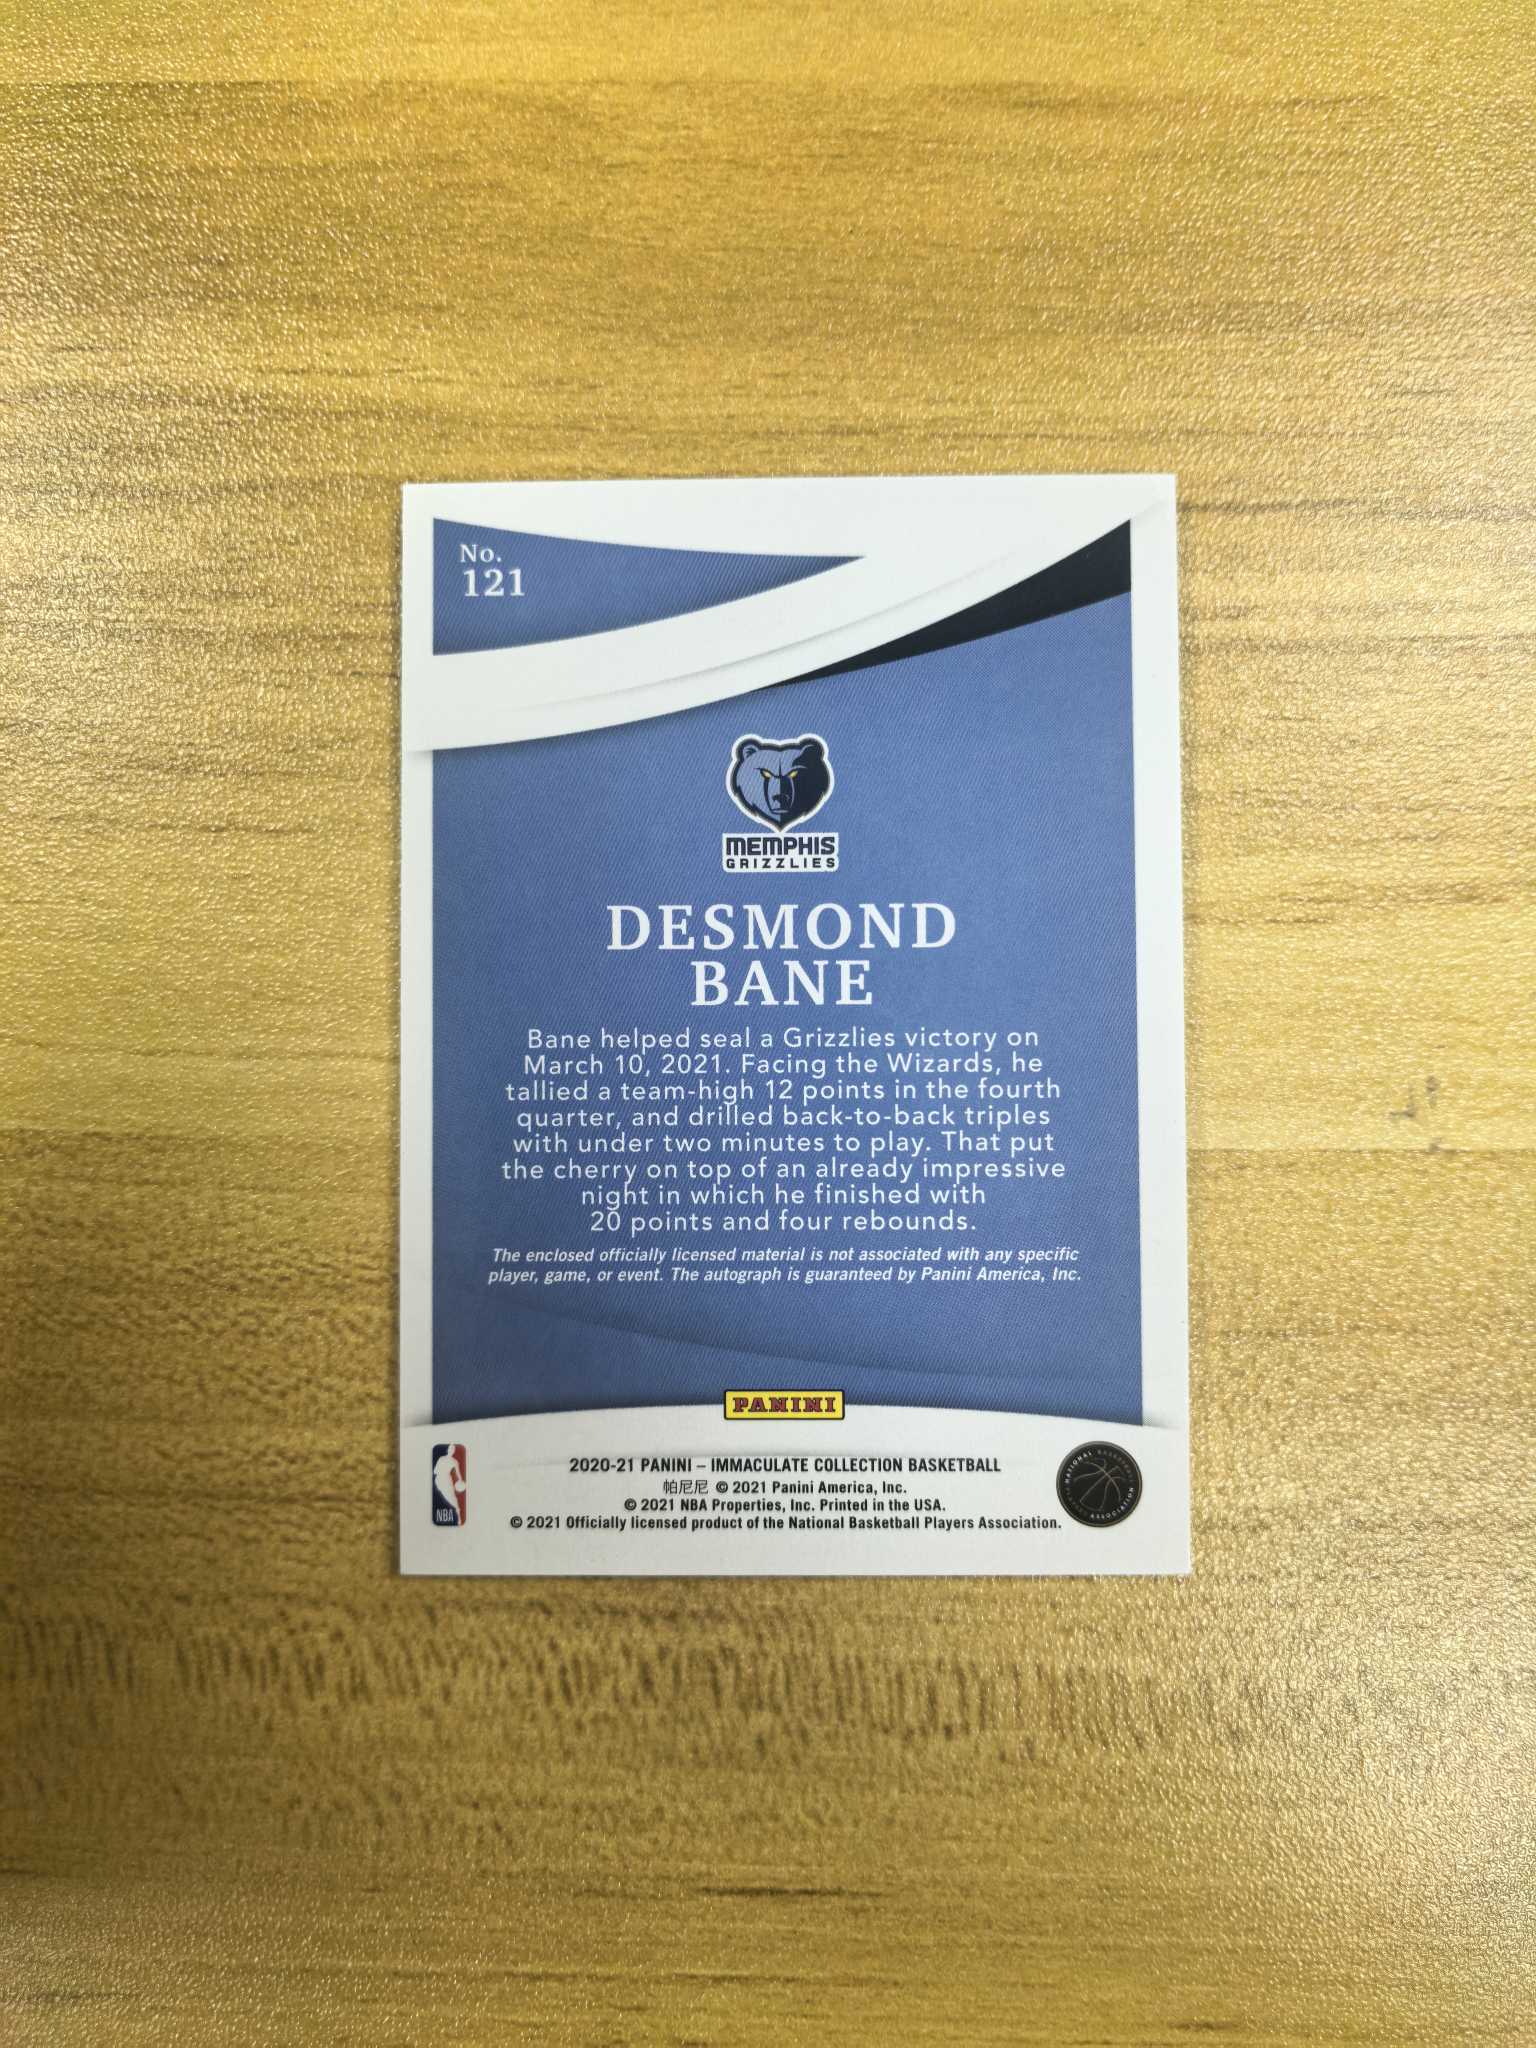 No.
121
MEMPHIS
GRIZZLIES
DESMOND
BANE
Bane helped seal a Grizzlies victory on
March 10, 2021. Facing the Wizards, he
tallied a team-high 12 points in the fourth
quarter, and drilled back-to-back triples
with under two minutes to play. That put
the cherry on top of an already impressive
night in which he finished with
20 points and four rebounds.
The enclosed officially licensed material is not associated with any specific
player, game, or event. The autograph is guaranteed by Panini America, Inc.
PANINI
NBA
2020-21 PANINI – IMMACULATE COLLECTION BASKETBALL
帕尼尼 © 2021 Panini America, Inc.
© 2021 NBA Properties, Inc. Printed in the USA.
© 2021 Officially licensed product of the National Basketball Players Association.
NATIONAL BASKETBALL PLAYERS ASSOCIATION